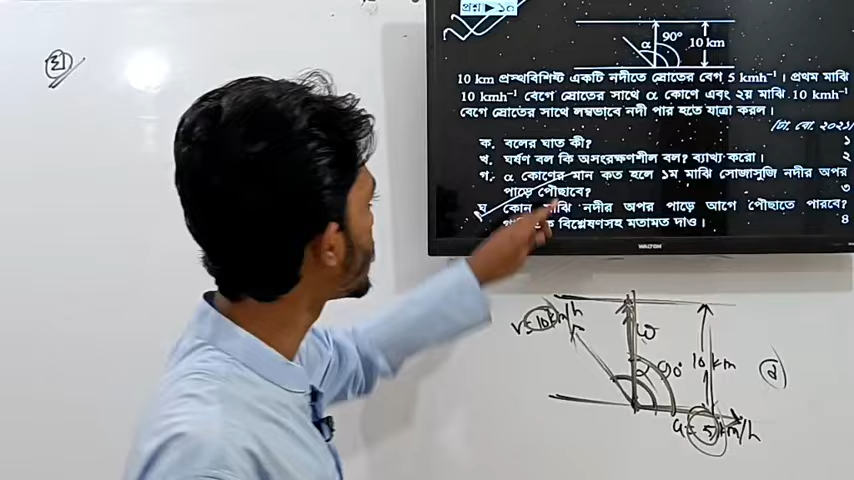 প্রশ্ন ▶ ১০
α 90° 10 km
10 km প্রস্থবিশিষ্ট একটি নদীতে স্রোতের বেগ 5 kmh⁻¹। প্রথম মাঝি
10 kmh⁻¹ বেগে স্রোতের সাথে α কোণে এবং ২য় মাঝি 10 kmh⁻¹
বেগে স্রোতের সাথে লম্বভাবে নদী পার হতে যাত্রা করল।
[ঢা. বো. ২০২১]
ক. বলের ঘাত কী? ১
খ. ঘর্ষণ বল কি অসংরক্ষণশীল বল? ব্যাখ্যা করো। ২
গ. α কোণের মান কত হলে ১ম মাঝি সোজাসুজি নদীর অপর
পাড়ে পৌঁছাবে? ৩
ঘ. কোন মাঝি নদীর অপর পাড়ে আগে পৌঁছাতে পারবে?
বিশ্লেষণসহ মতামত দাও। ৪
WALTON
ঘ
v = 10 km/h
ω
10 km
α 90°
d
u = 5 km/h